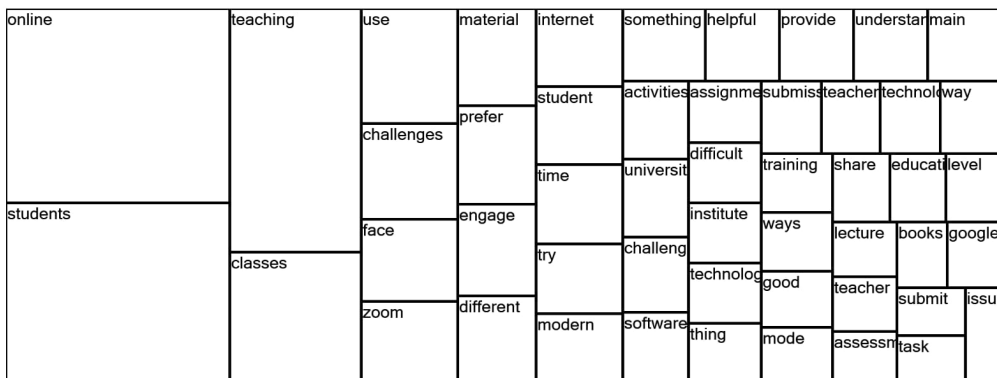 online
students
teaching
classes
use
challenges
face
zoom
material
prefer
engage
different
internet
student
time
try
modern
something
helpful
provide
understan
main
activities
universit
challeng
software
assignme
difficult
institute
technolog
thing
submiss
teacher
technolo
way
training
ways
good
mode
share
educati
level
lecture
teacher
assessm
books
google
submit
task
issu